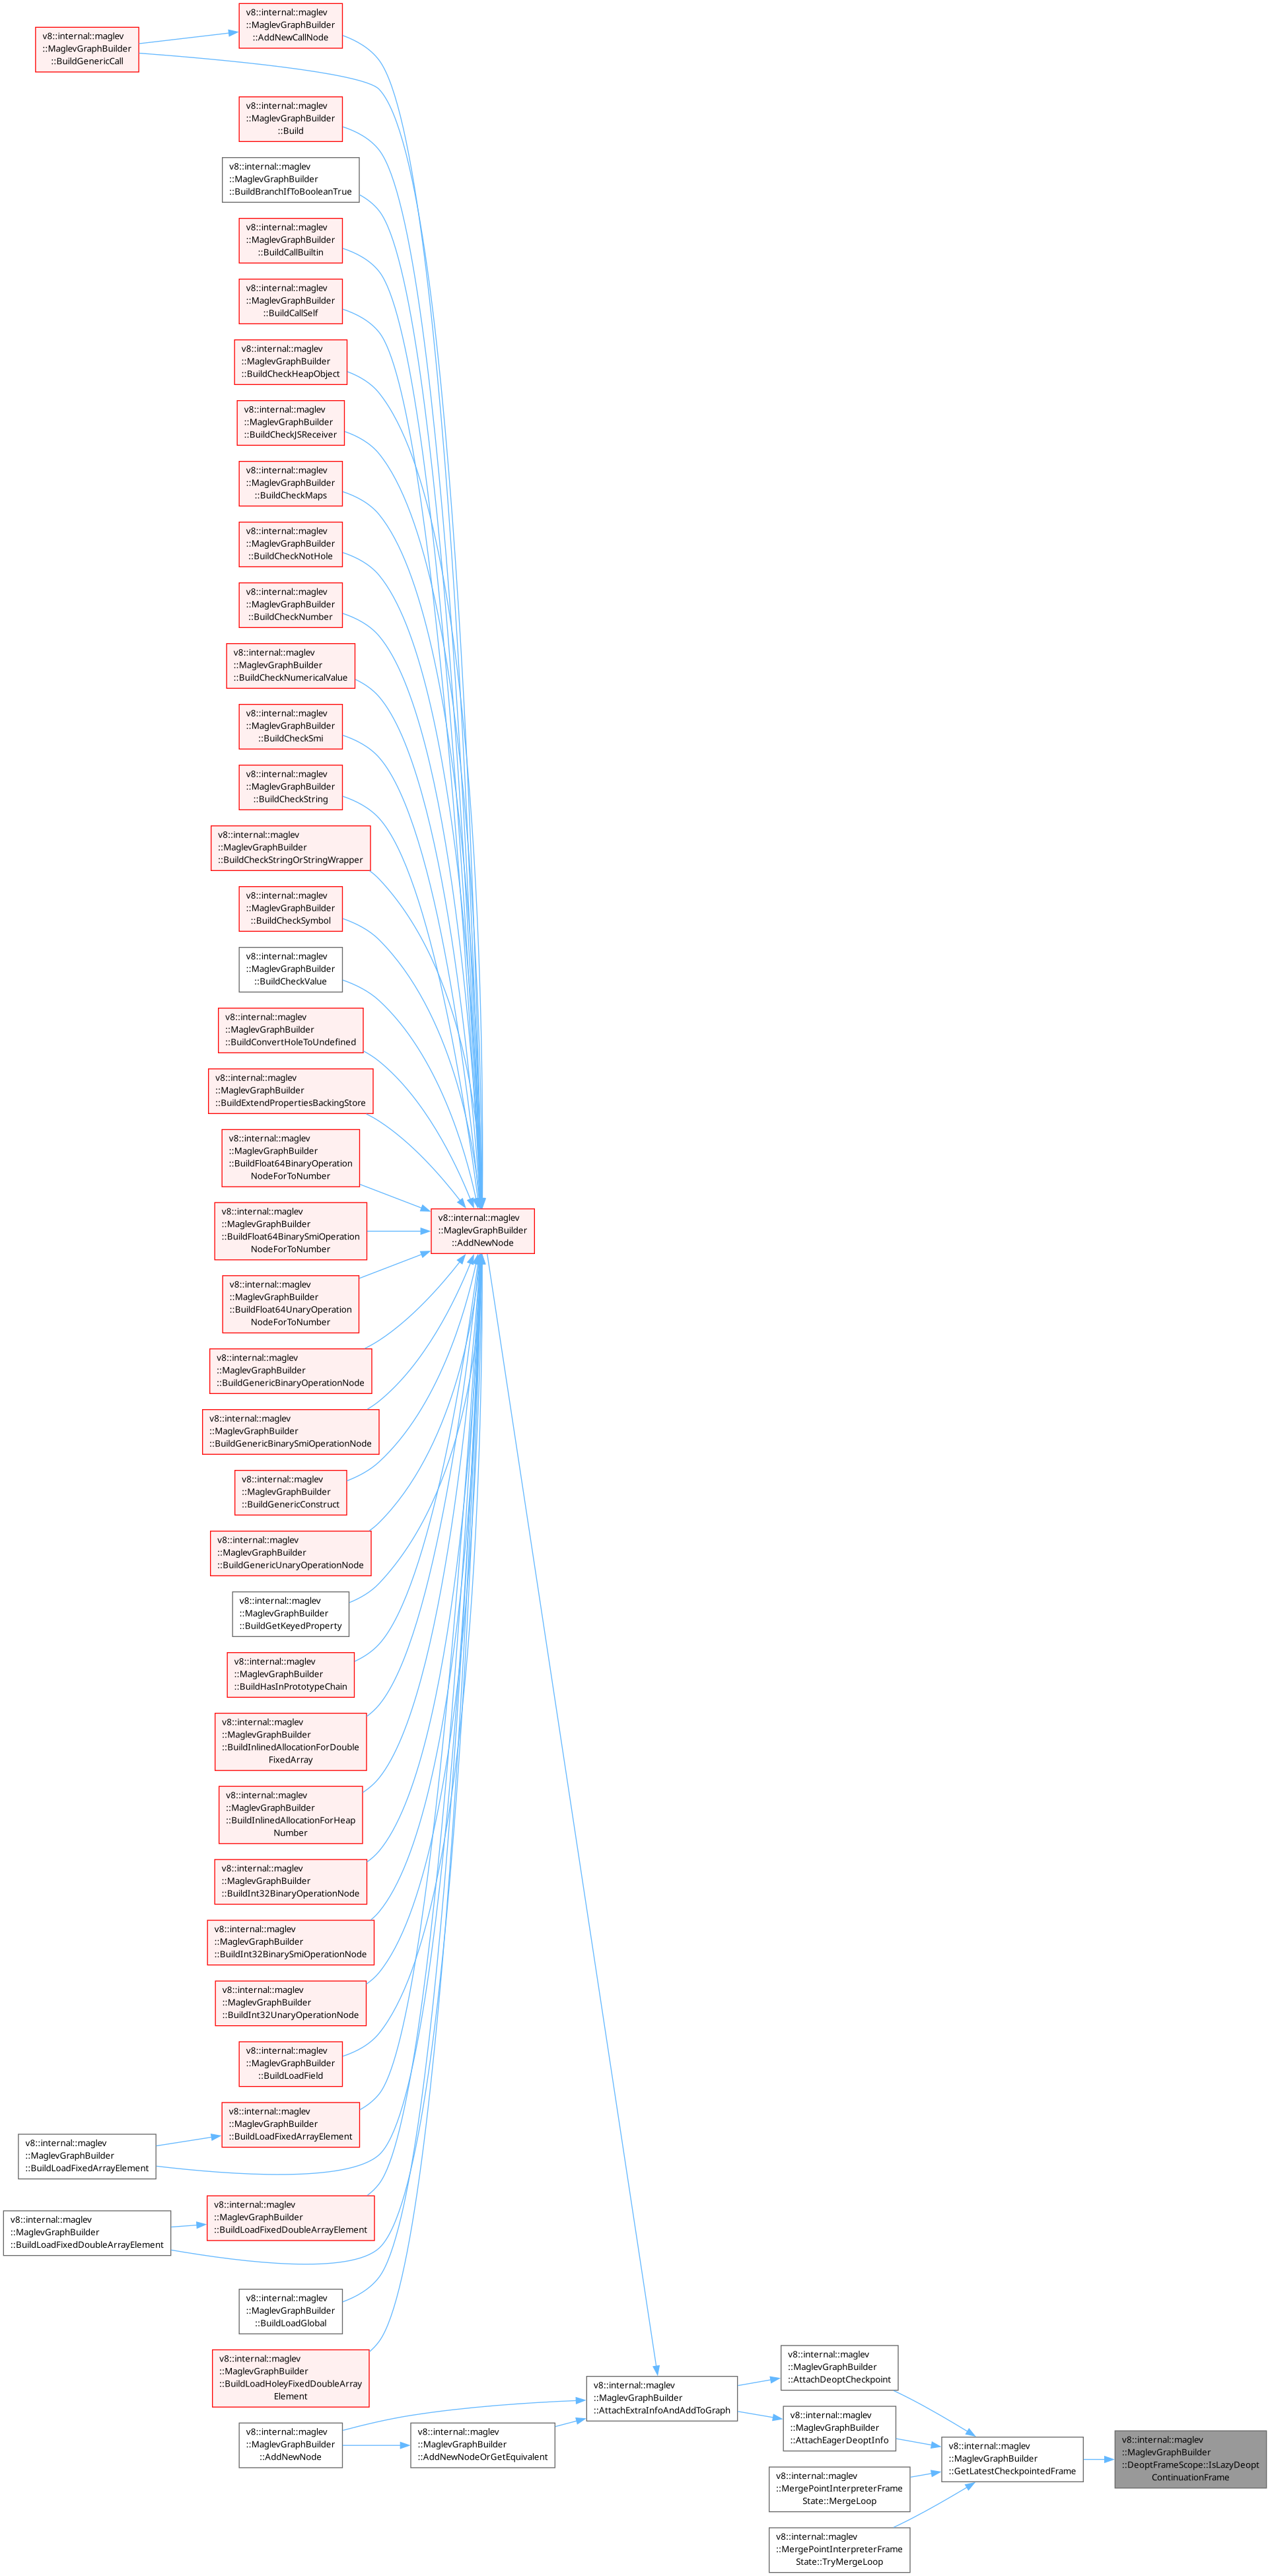 v8::internal::maglev
::MaglevGraphBuilder
::BuildGenericCall
v8::internal::maglev
::MaglevGraphBuilder
::AddNewCallNode
v8::internal::maglev
::MaglevGraphBuilder
::Build
v8::internal::maglev
::MaglevGraphBuilder
::BuildBranchIfToBooleanTrue
v8::internal::maglev
::MaglevGraphBuilder
::BuildCallBuiltin
v8::internal::maglev
::MaglevGraphBuilder
::BuildCallSelf
v8::internal::maglev
::MaglevGraphBuilder
::BuildCheckHeapObject
v8::internal::maglev
::MaglevGraphBuilder
::BuildCheckJSReceiver
v8::internal::maglev
::MaglevGraphBuilder
::BuildCheckMaps
v8::internal::maglev
::MaglevGraphBuilder
::BuildCheckNotHole
v8::internal::maglev
::MaglevGraphBuilder
::BuildCheckNumber
v8::internal::maglev
::MaglevGraphBuilder
::BuildCheckNumericalValue
v8::internal::maglev
::MaglevGraphBuilder
::BuildCheckSmi
v8::internal::maglev
::MaglevGraphBuilder
::BuildCheckString
v8::internal::maglev
::MaglevGraphBuilder
::BuildCheckStringOrStringWrapper
v8::internal::maglev
::MaglevGraphBuilder
::BuildCheckSymbol
v8::internal::maglev
::MaglevGraphBuilder
::BuildCheckValue
v8::internal::maglev
::MaglevGraphBuilder
::BuildConvertHoleToUndefined
v8::internal::maglev
::MaglevGraphBuilder
::BuildExtendPropertiesBackingStore
v8::internal::maglev
::MaglevGraphBuilder
::BuildFloat64BinaryOperation
NodeForToNumber
v8::internal::maglev
::MaglevGraphBuilder
::BuildFloat64BinarySmiOperation
NodeForToNumber
v8::internal::maglev
::MaglevGraphBuilder
::AddNewNode
v8::internal::maglev
::MaglevGraphBuilder
::BuildFloat64UnaryOperation
NodeForToNumber
v8::internal::maglev
::MaglevGraphBuilder
::BuildGenericBinaryOperationNode
v8::internal::maglev
::MaglevGraphBuilder
::BuildGenericBinarySmiOperationNode
v8::internal::maglev
::MaglevGraphBuilder
::BuildGenericConstruct
v8::internal::maglev
::MaglevGraphBuilder
::BuildGenericUnaryOperationNode
v8::internal::maglev
::MaglevGraphBuilder
::BuildGetKeyedProperty
v8::internal::maglev
::MaglevGraphBuilder
::BuildHasInPrototypeChain
v8::internal::maglev
::MaglevGraphBuilder
::BuildInlinedAllocationForDouble
FixedArray
v8::internal::maglev
::MaglevGraphBuilder
::BuildInlinedAllocationForHeap
Number
v8::internal::maglev
::MaglevGraphBuilder
::BuildInt32BinaryOperationNode
v8::internal::maglev
::MaglevGraphBuilder
::BuildInt32BinarySmiOperationNode
v8::internal::maglev
::MaglevGraphBuilder
::BuildInt32UnaryOperationNode
v8::internal::maglev
::MaglevGraphBuilder
::BuildLoadField
v8::internal::maglev
::MaglevGraphBuilder
::BuildLoadFixedArrayElement
v8::internal::maglev
::MaglevGraphBuilder
::BuildLoadFixedArrayElement
v8::internal::maglev
::MaglevGraphBuilder
::BuildLoadFixedDoubleArrayElement
v8::internal::maglev
::MaglevGraphBuilder
::BuildLoadFixedDoubleArrayElement
v8::internal::maglev
::MaglevGraphBuilder
::BuildLoadGlobal
v8::internal::maglev
::MaglevGraphBuilder
::BuildLoadHoleyFixedDoubleArray
Element
v8::internal::maglev
::MaglevGraphBuilder
::AddNewNode
v8::internal::maglev
::MaglevGraphBuilder
::AddNewNodeOrGetEquivalent
v8::internal::maglev
::MaglevGraphBuilder
::AttachExtraInfoAndAddToGraph
v8::internal::maglev
::MaglevGraphBuilder
::AttachDeoptCheckpoint
v8::internal::maglev
::MaglevGraphBuilder
::AttachEagerDeoptInfo
v8::internal::maglev
::MergePointInterpreterFrame
State::MergeLoop
v8::internal::maglev
::MergePointInterpreterFrame
State::TryMergeLoop
v8::internal::maglev
::MaglevGraphBuilder
::GetLatestCheckpointedFrame
v8::internal::maglev
::MaglevGraphBuilder
::DeoptFrameScope::IsLazyDeopt
ContinuationFrame